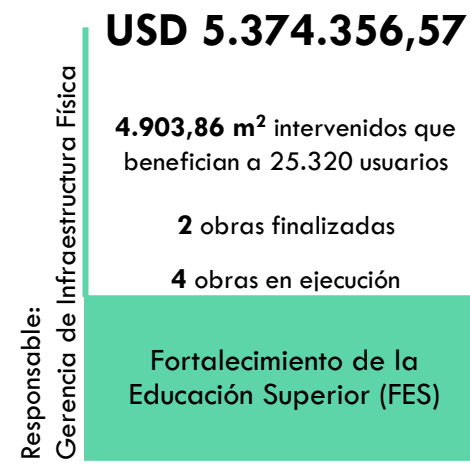 USD 5.374.356,57
4.903,86 m² intervenidos que
benefician a 25.320 usuarios
2 obras finalizadas
4 obras en ejecución
Fortalecimiento de la
Educación Superior (FES)
Responsable:
Gerencia de Infraestructura Física